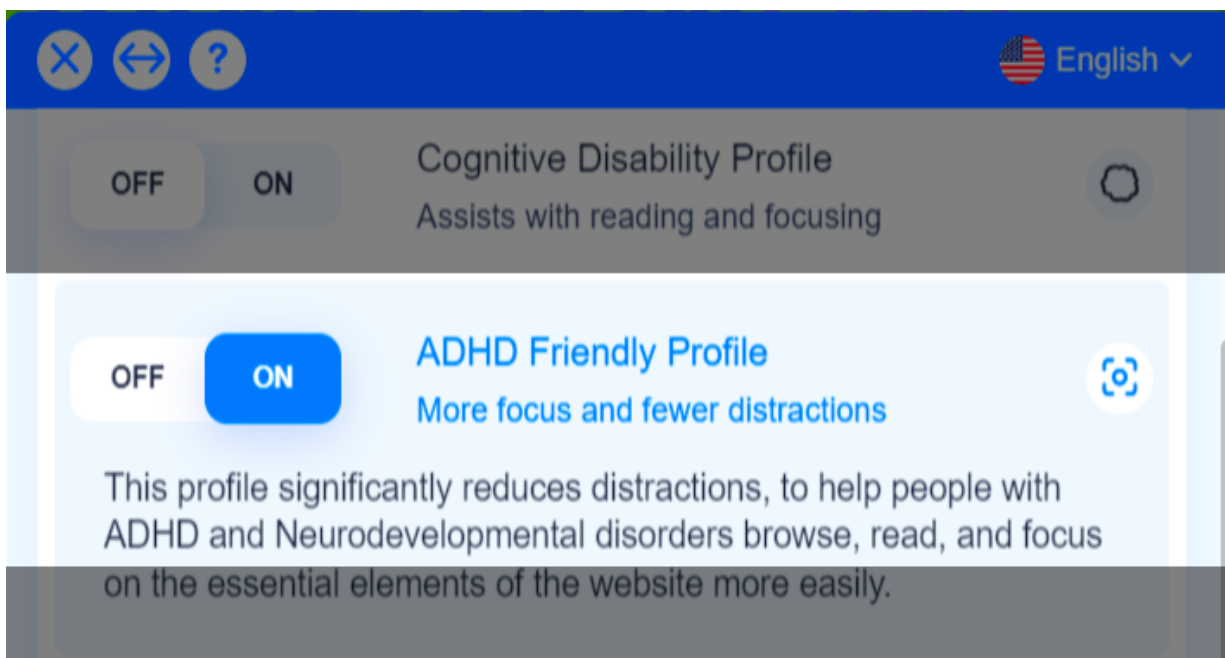 English
OFF ON Cognitive Disability Profile
Assists with reading and focusing
OFF ON ADHD Friendly Profile
More focus and fewer distractions
This profile significantly reduces distractions, to help people with
ADHD and Neurodevelopmental disorders browse, read, and focus
on the essential elements of the website more easily.